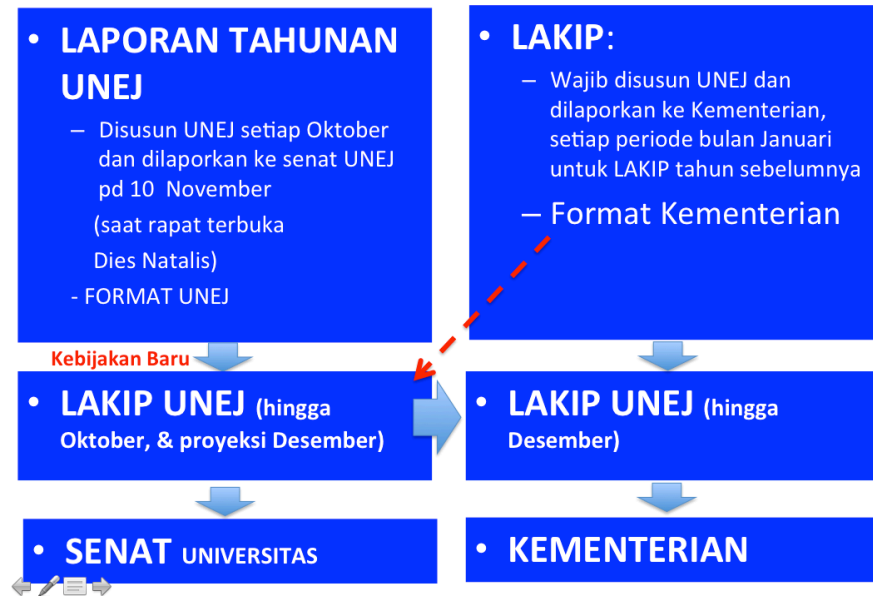 • LAPORAN TAHUNAN
UNEJ
– Disusun UNEJ setiap Oktober
dan dilaporkan ke senat UNEJ
pd 10 November
(saat rapat terbuka
Dies Natalis)
- FORMAT UNEJ
• LAKIP:
– Wajib disusun UNEJ dan
dilaporkan ke Kementerian,
setiap periode bulan Januari
untuk LAKIP tahun sebelumnya
– Format Kementerian
Kebijakan Baru
• LAKIP UNEJ (hingga
Oktober, & proyeksi Desember)
• LAKIP UNEJ (hingga
Desember)
• SENAT UNIVERSITAS
• KEMENTERIAN